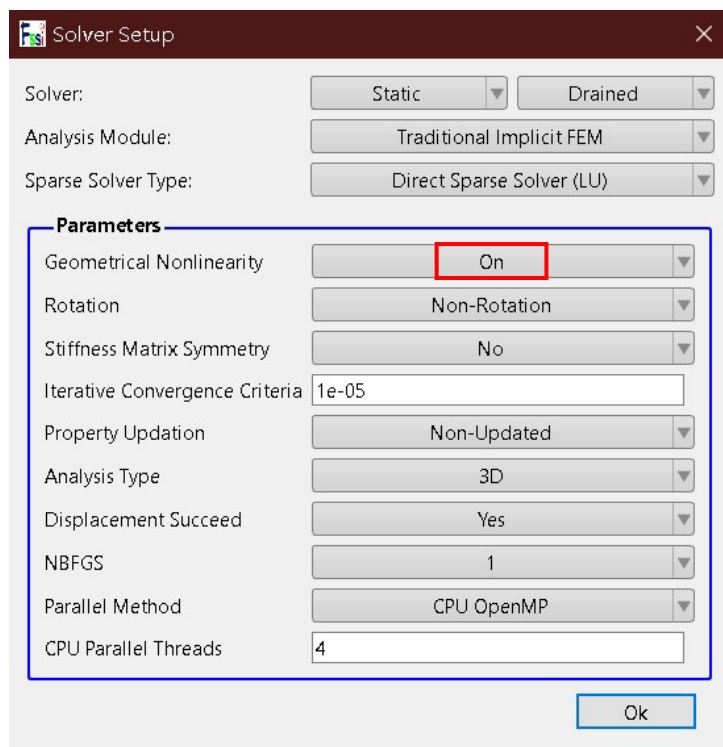 Fssi Solver Setup
Solver: Static Drained
Analysis Module: Traditional Implicit FEM
Sparse Solver Type: Direct Sparse Solver (LU)
Parameters
Geometrical Nonlinearity On
Rotation Non-Rotation
Stiffness Matrix Symmetry No
Iterative Convergence Criteria 1e-05
Property Updation Non-Updated
Analysis Type 3D
Displacement Succeed Yes
NBFGS 1
Parallel Method CPU OpenMP
CPU Parallel Threads 4
Ok